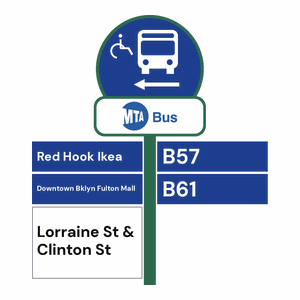 MTA Bus
Red Hook Ikea B57
Downtown Bklyn Fulton Mall B61
Lorraine St &
Clinton St